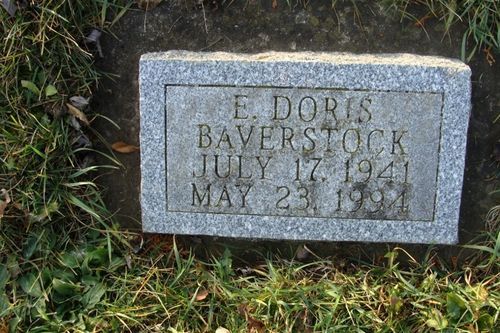 E. DORIS
BAVERSTOCK
JULY 17, 1941
MAY 23, 1994